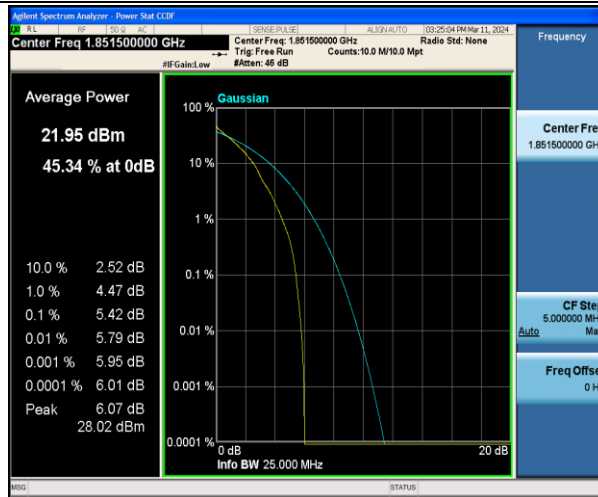 Agilent Spectrum Analyzer - Power Stat CCDF
RL RF 50 Ω AC SENSE:PULSE ALIGN AUTO 03:25:04 PM Mar 11, 2024
Center Freq 1.851500000 GHz
Center Freq: 1.851500000 GHz Radio Std: None
Trig: Free Run Counts:10.0 M/10.0 Mpt
#IFGain:Low #Atten: 46 dB
Frequency
Average Power
21.95 dBm
45.34 % at 0dB
10.0 % 2.52 dB
1.0 % 4.47 dB
0.1 % 5.42 dB
0.01 % 5.79 dB
0.001 % 5.95 dB
0.0001 % 6.01 dB
Peak 6.07 dB
28.02 dBm
Gaussian
100 %
10 %
1 %
0.1 %
0.01 %
0.001 %
0.0001 %
0 dB 20 dB
Info BW 25.000 MHz
Center Fre
1.851500000 GH
CF Ste
5.000000 MH
Auto Ma
Freq Offse
0 H
MSG STATUS